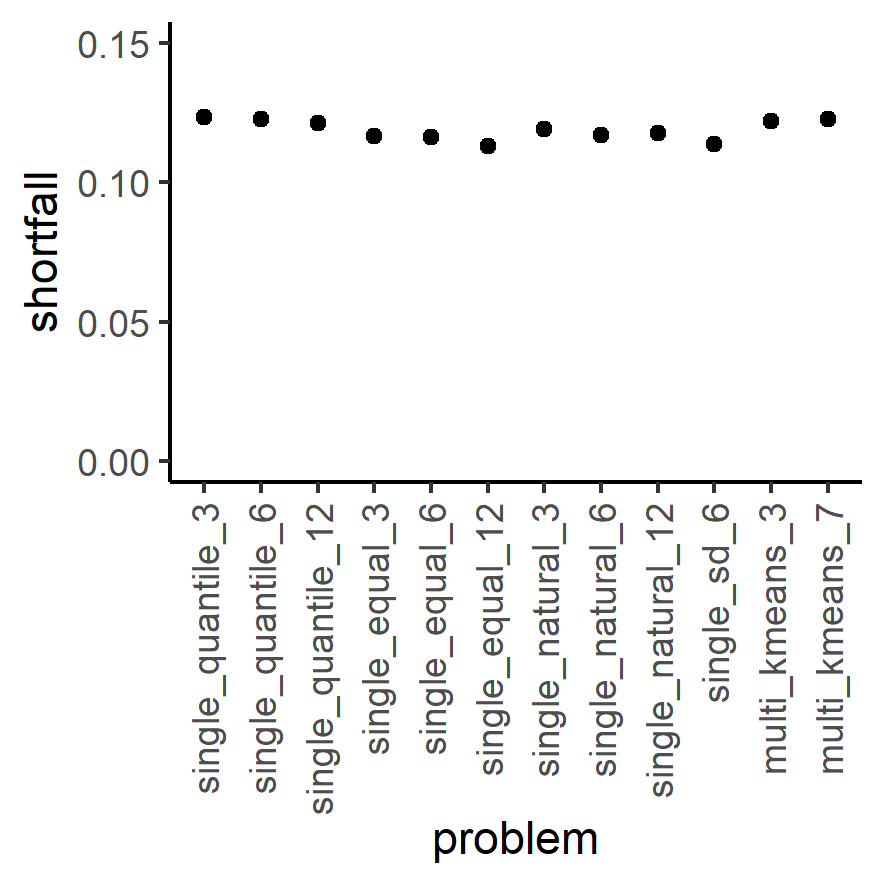 0.15
0.10
0.05
0.00
shortfall
single_quantile_3
single_quantile_6
single_quantile_12
single_equal_3
single_equal_6
single_equal_12
single_natural_3
single_natural_6
single_natural_12
single_sd_6
multi_kmeans_3
multi_kmeans_7
problem